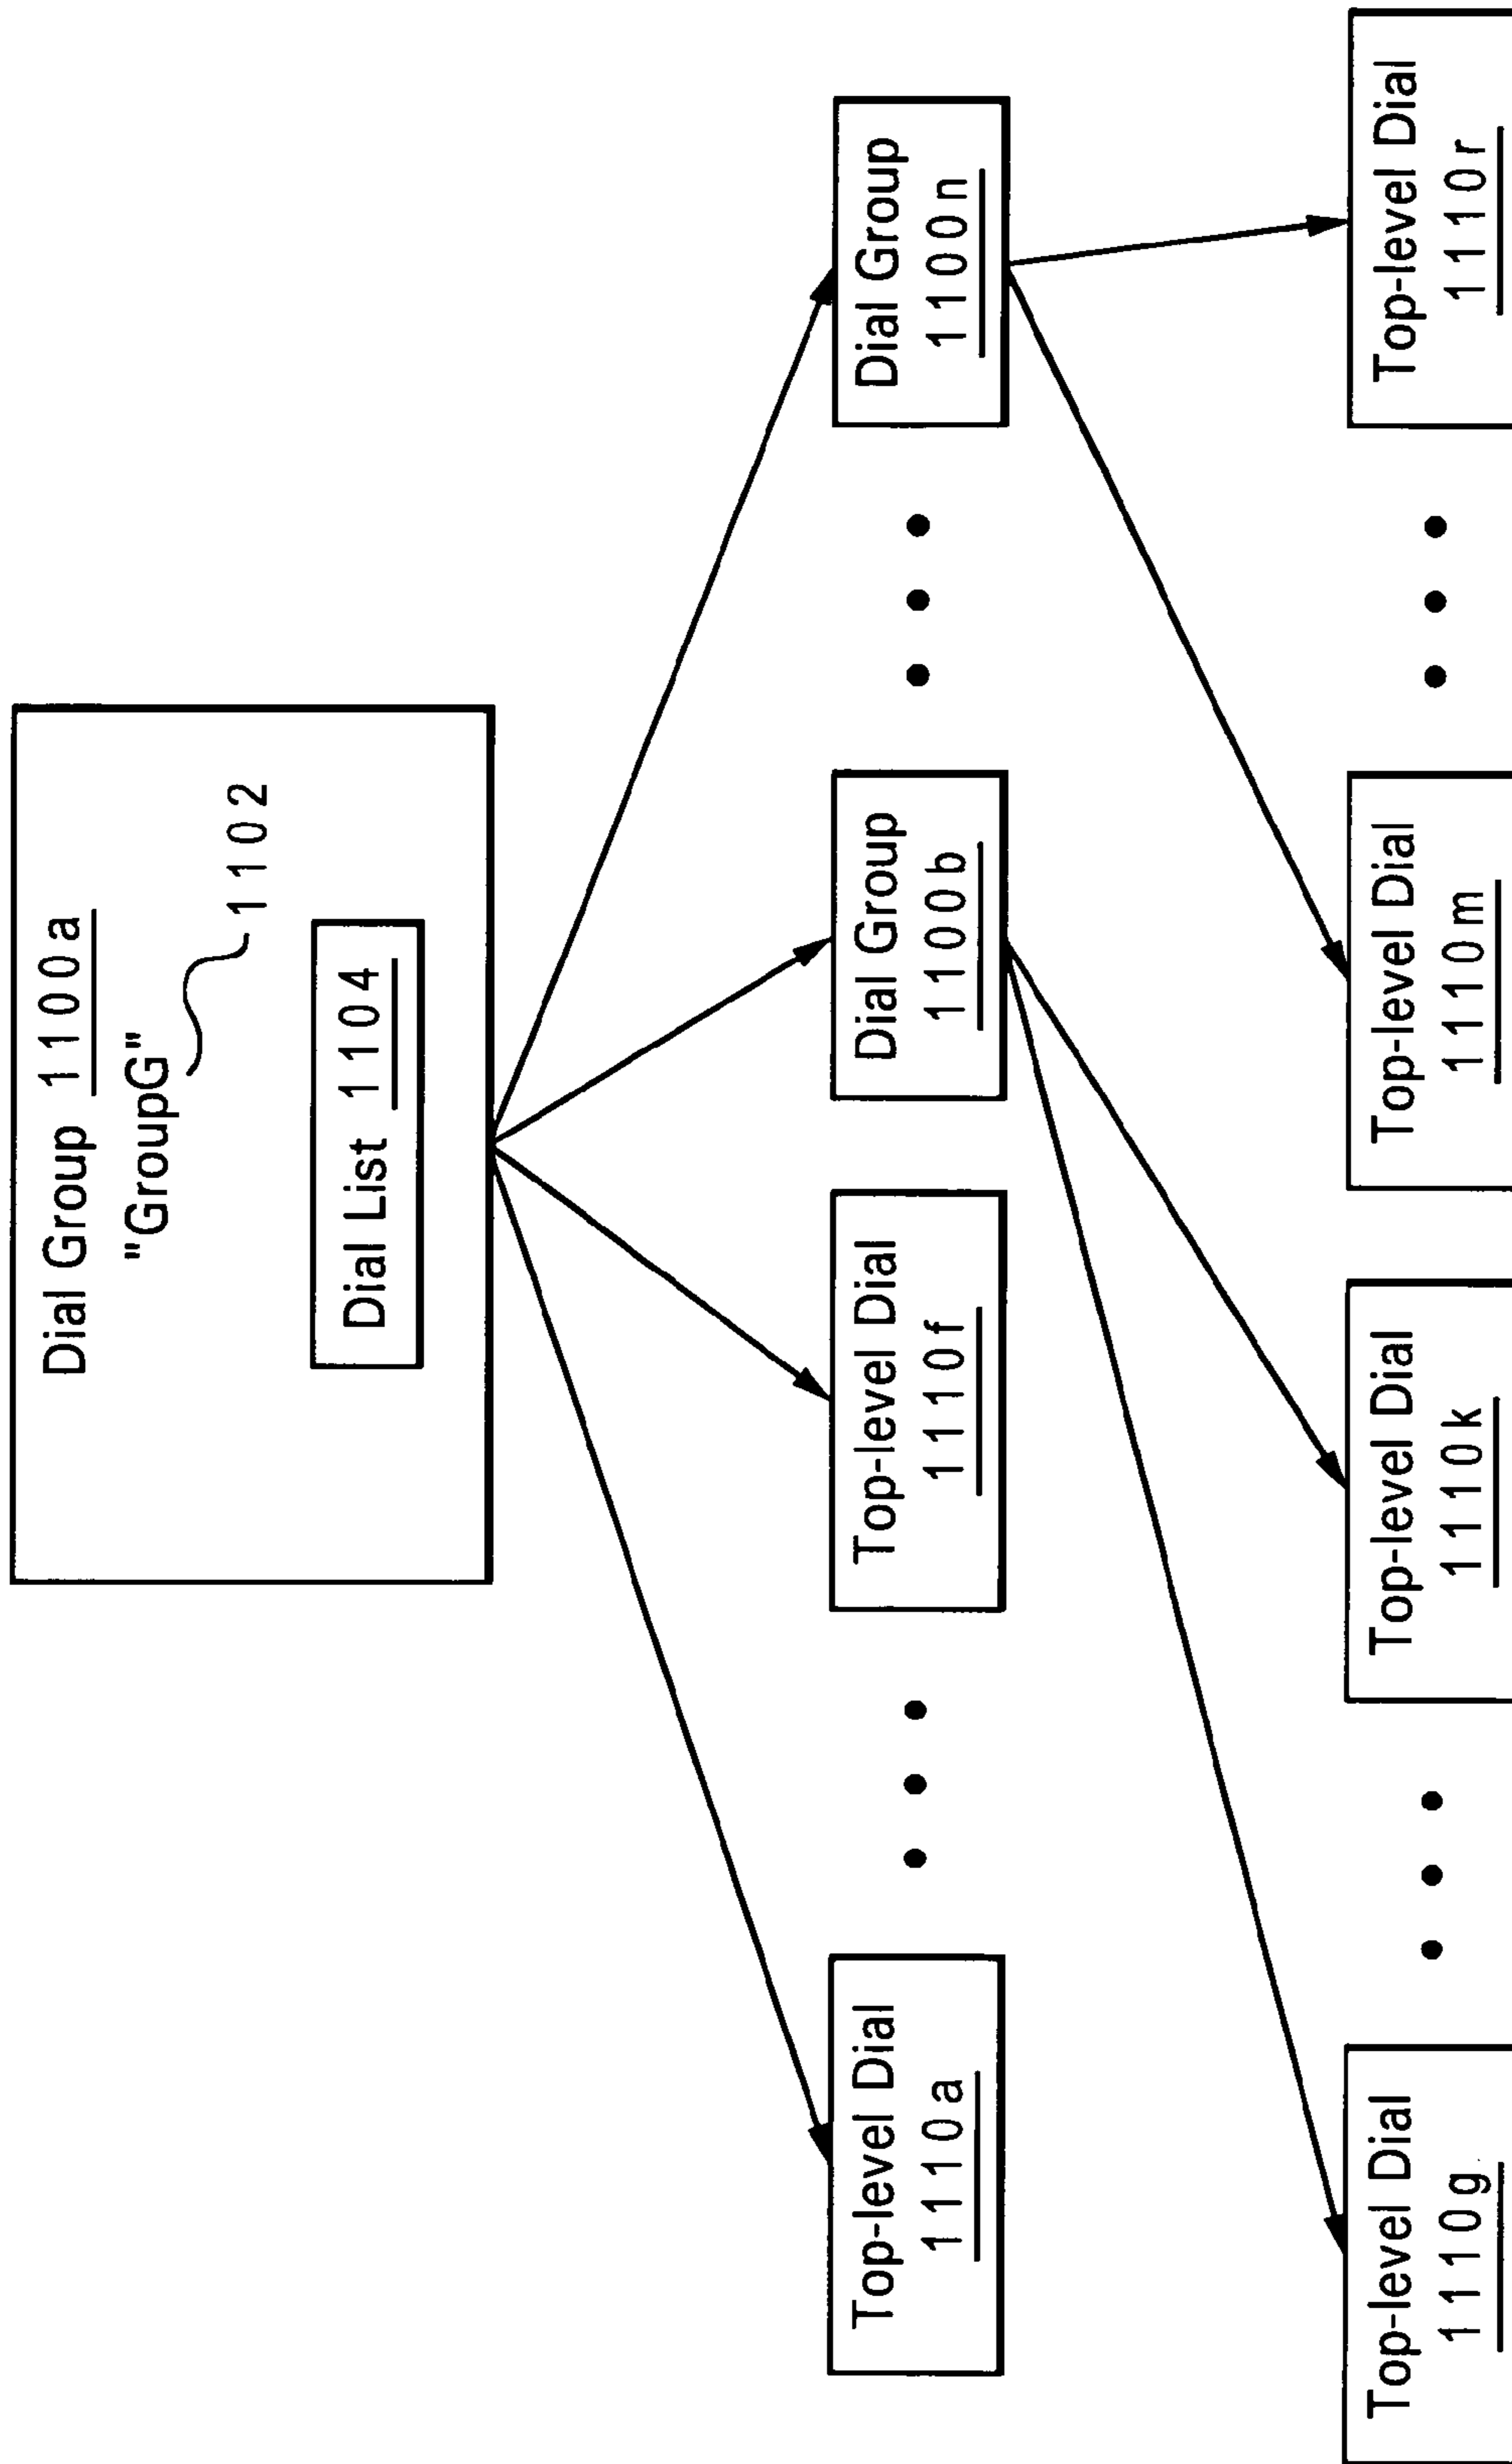 Dial Group 1100a
"GroupG"
1102
Dial List 1104
Top-level Dial
1110a
Top-level Dial
1110f
Dial Group
1100b
Dial Group
1100n
Top-level Dial
1110g
Top-level Dial
1110k
Top-level Dial
1110m
Top-level Dial
1110r